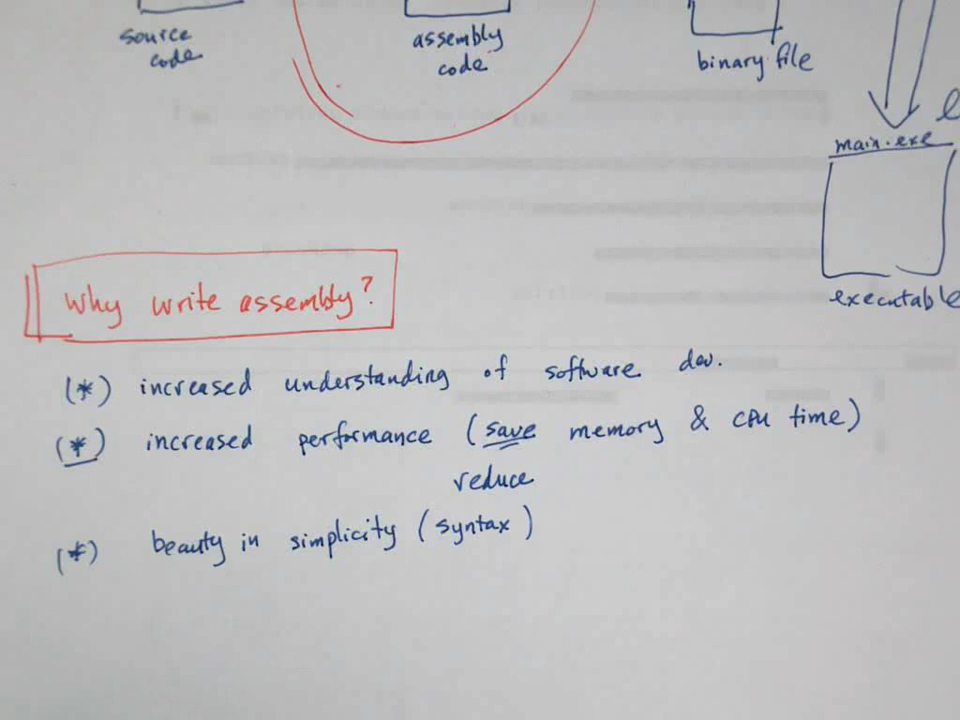 source code
assembly code
binary file
main.exe
executable
Why write assembly?
(*) increased understanding of software dev.
(*) increased performance (save memory & CPU time)
reduce
(*) beauty in simplicity (syntax)